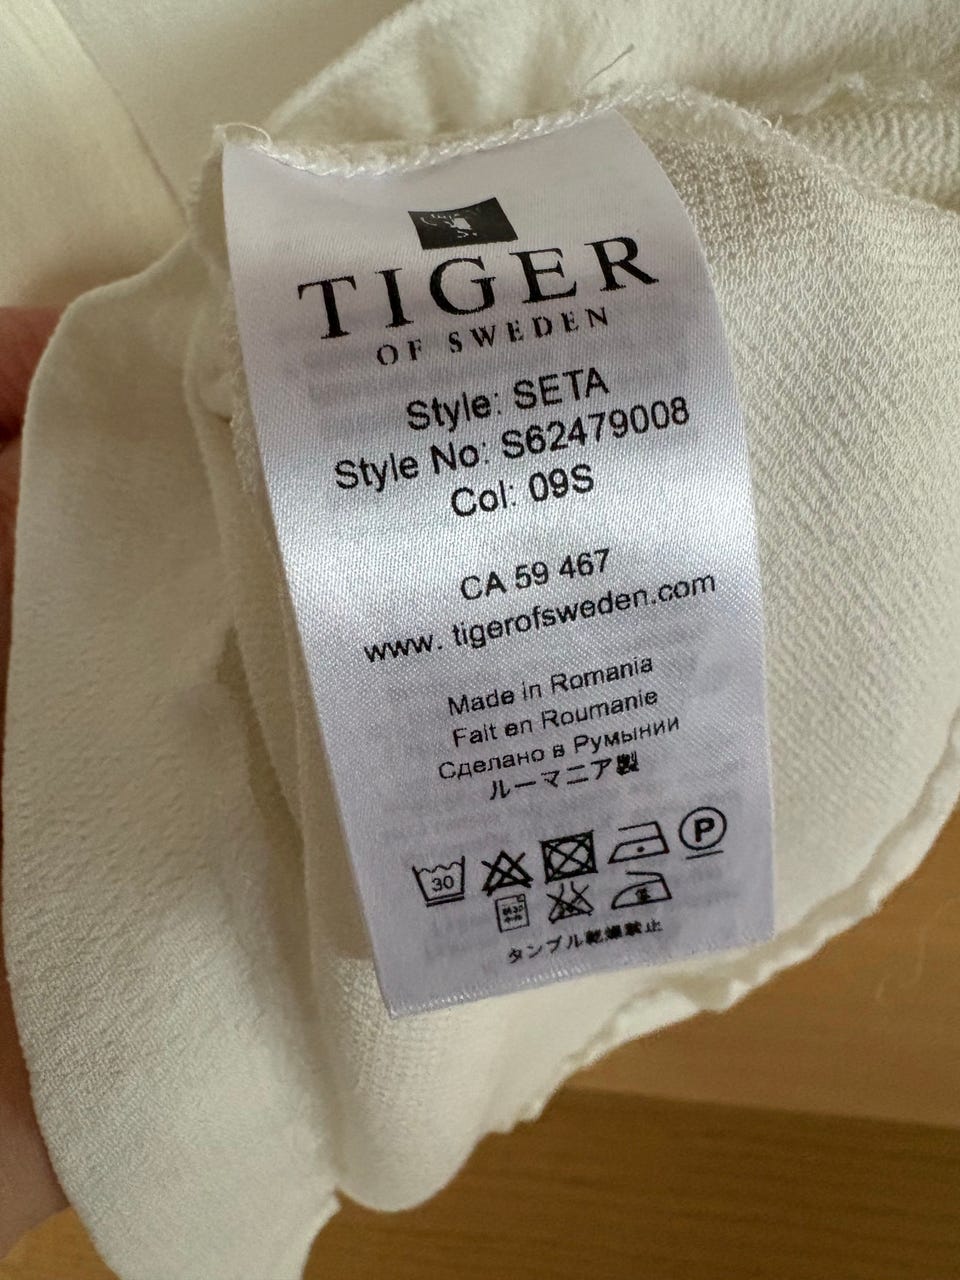 TIGER
OF SWEDEN
Style: SETA
Style No: S62479008
Col: 09S
CA 59 467
www. tigerofsweden.com
Made in Romania
Fait en Roumanie
Сделано в Румынии
ルーマニア製
30
P
タンブル乾燥禁止